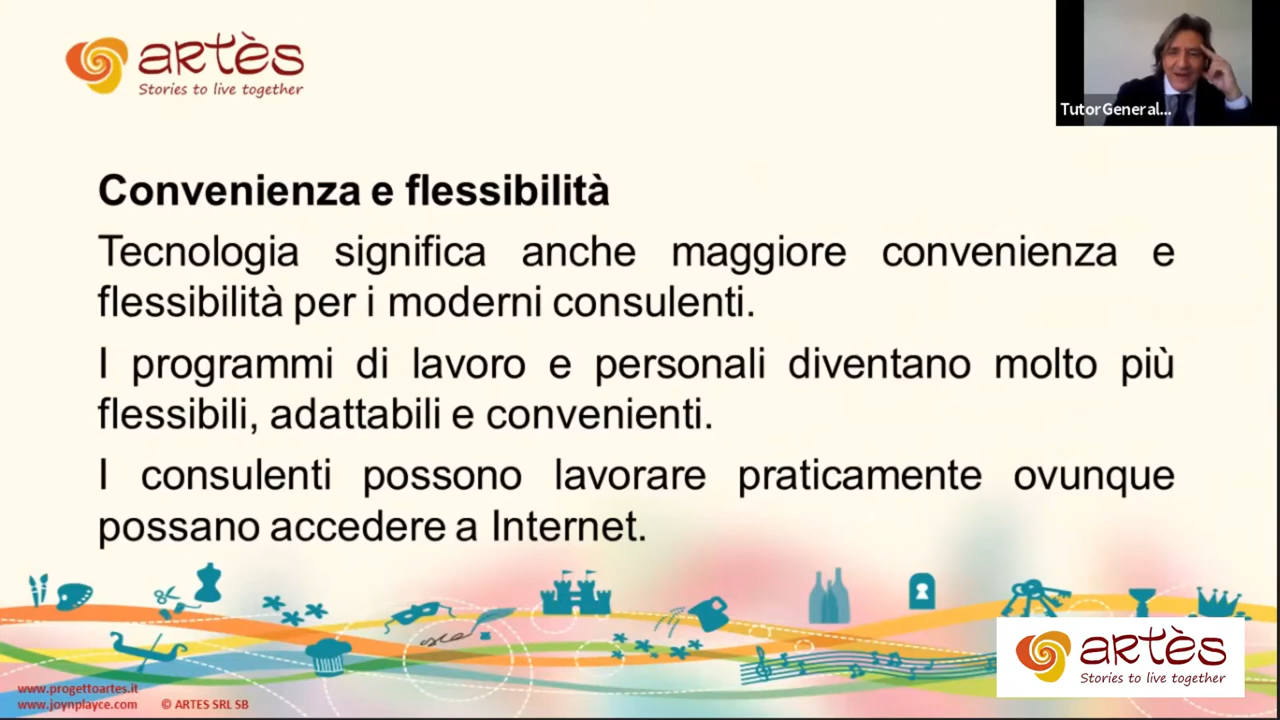 artès
Stories to live together
TutorGeneral...
Convenienza e flessibilità
Tecnologia significa anche maggiore convenienza e
flessibilità per i moderni consulenti.
I programmi di lavoro e personali diventano molto più
flessibili, adattabili e convenienti.
I consulenti possono lavorare praticamente ovunque
possano accedere a Internet.
www.progettoartes.it
www.joynplayce.com © ARTES SRL SB
artès
Stories to live together